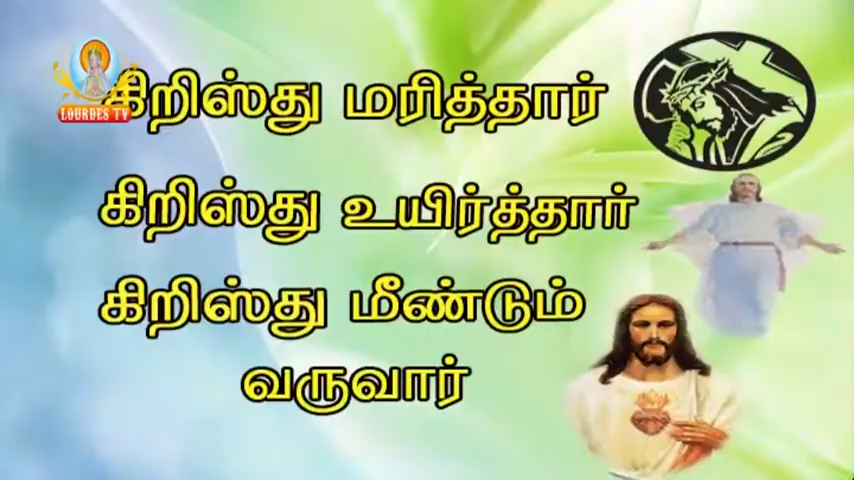 LOURDES TV
கிறிஸ்து மரித்தார்
கிறிஸ்து உயிர்த்தார்
கிறிஸ்து மீண்டும்
வருவார்